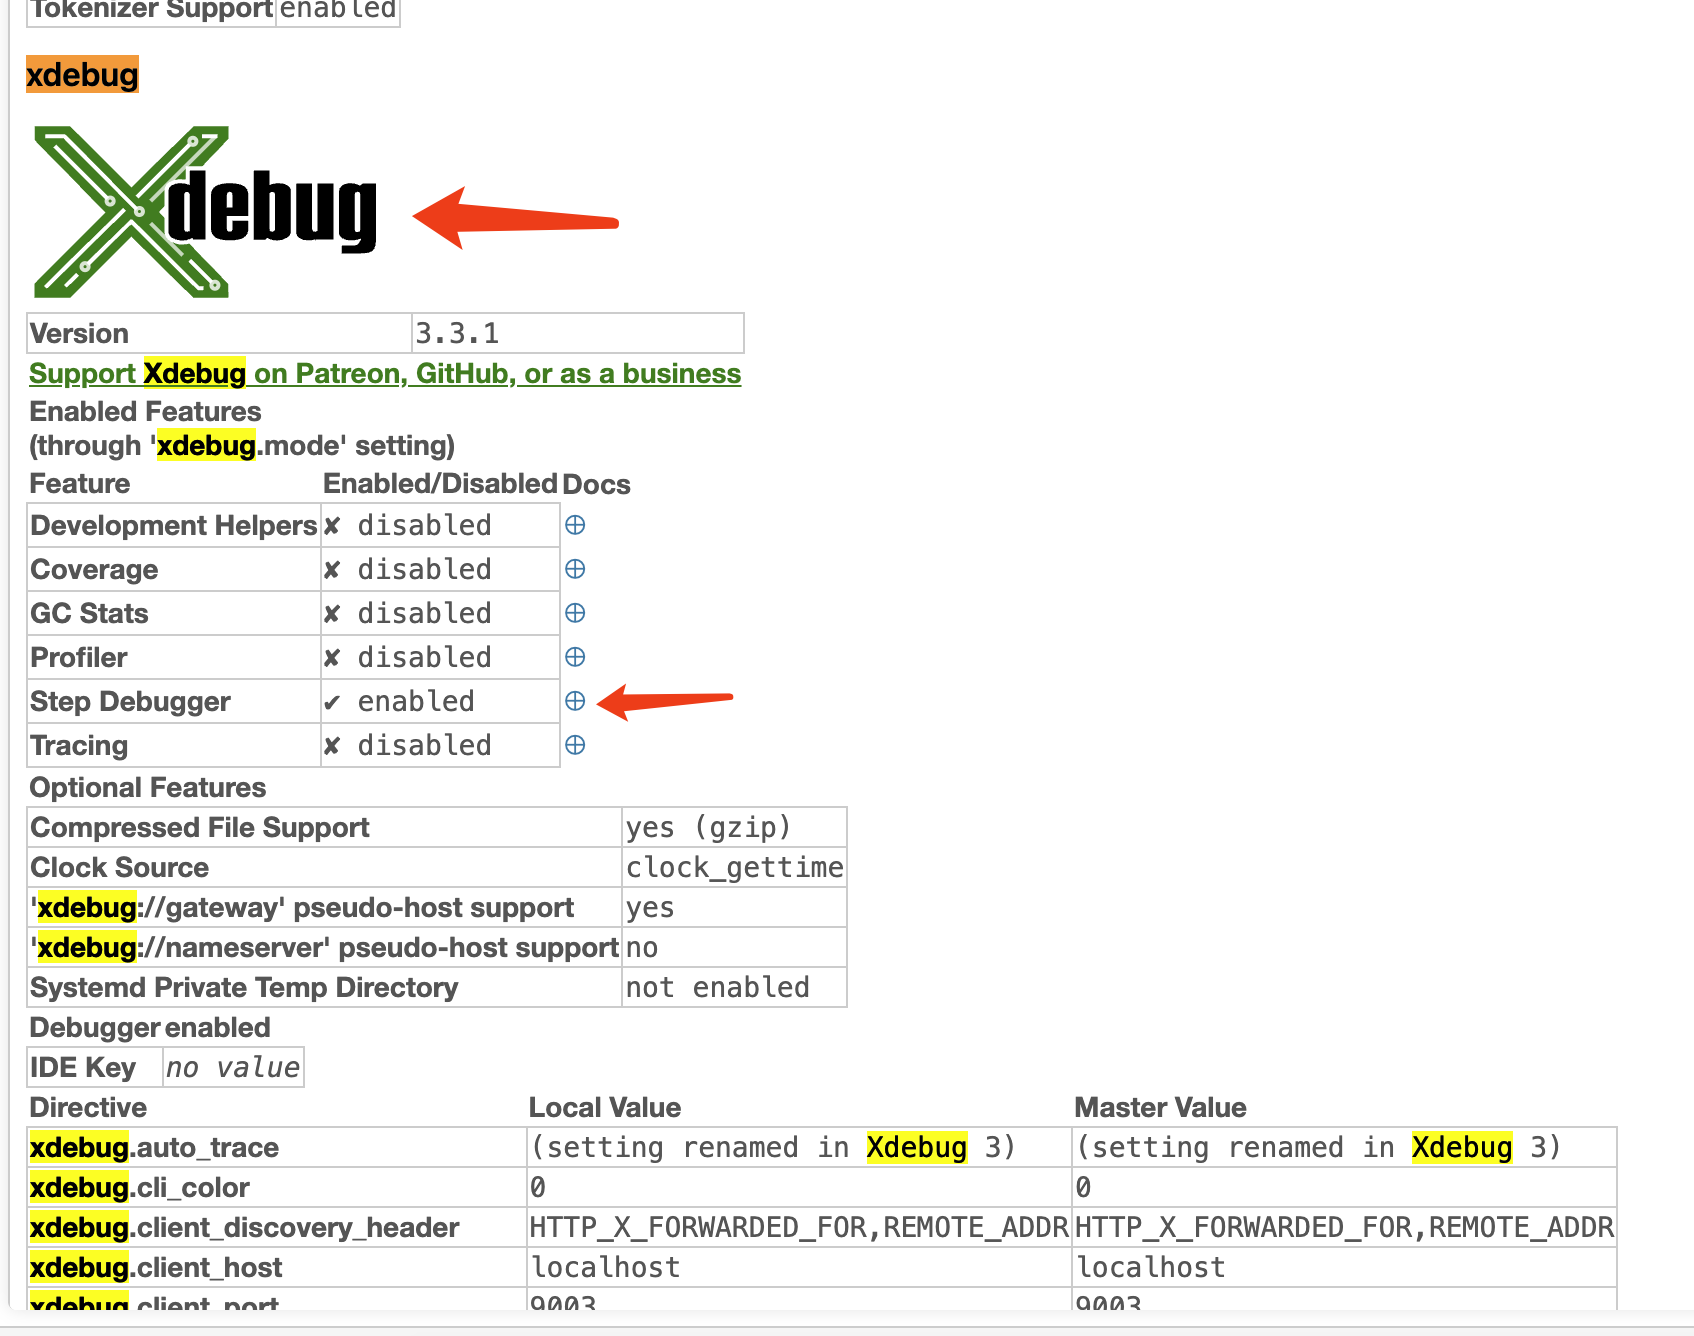 Tokenizer Support enabled
xdebug
Xdebug
Version 3.3.1
Support Xdebug on Patreon, GitHub, or as a business
Enabled Features
(through 'xdebug.mode' setting)
Feature Enabled/Disabled Docs
Development Helpers ✘ disabled ⊕
Coverage ✘ disabled ⊕
GC Stats ✘ disabled ⊕
Profiler ✘ disabled ⊕
Step Debugger ✔ enabled ⊕
Tracing ✘ disabled ⊕
Optional Features
Compressed File Support yes (gzip)
Clock Source clock_gettime
'xdebug://gateway' pseudo-host support yes
'xdebug://nameserver' pseudo-host support no
Systemd Private Temp Directory not enabled
Debugger enabled
IDE Key no value
Directive Local Value Master Value
xdebug.auto_trace (setting renamed in Xdebug 3) (setting renamed in Xdebug 3)
xdebug.cli_color 0 0
xdebug.client_discovery_header HTTP_X_FORWARDED_FOR,REMOTE_ADDR HTTP_X_FORWARDED_FOR,REMOTE_ADDR
xdebug.client_host localhost localhost
xdebug.client_port 9003 9003